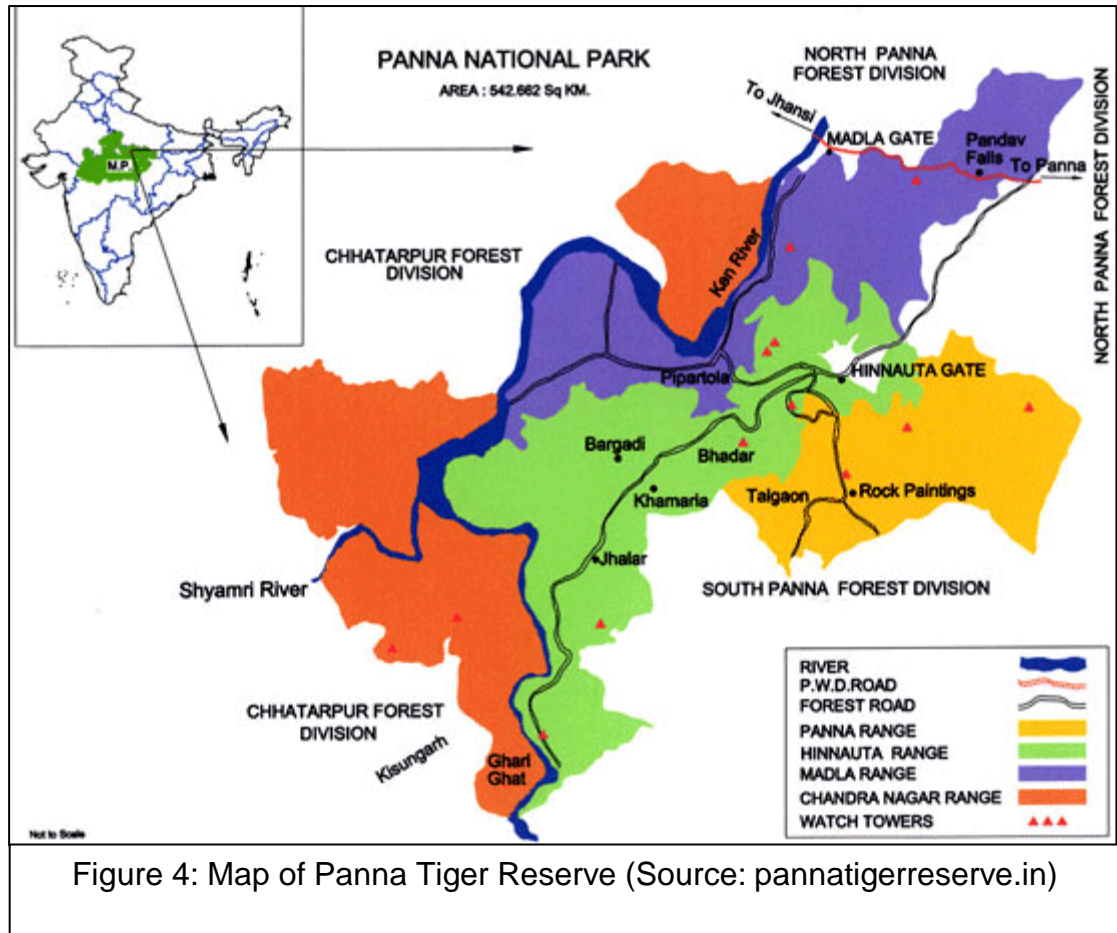 PANNA NATIONAL PARK
AREA : 542.662 Sq KM.
M.P.
NORTH PANNA
FOREST DIVISION
To Jhansi
MADLA GATE
Pandav
Falls
To Panna
NORTH PANNA FOREST DIVISION
CHHATARPUR FOREST
DIVISION
Ken River
Pipartola
HINNAUTA GATE
Bargadi
Bhadar
Khamaria
Talgaon
Rock Paintings
Jhalar
Shyamri River
SOUTH PANNA FOREST DIVISION
CHHATARPUR FOREST
DIVISION
Kisungarh
Ghari
Ghat
RIVER
P.W.D.ROAD
FOREST ROAD
PANNA RANGE
HINNAUTA RANGE
MADLA RANGE
CHANDRA NAGAR RANGE
WATCH TOWERS
Not to Scale
Figure 4: Map of Panna Tiger Reserve (Source: pannatigerreserve.in)